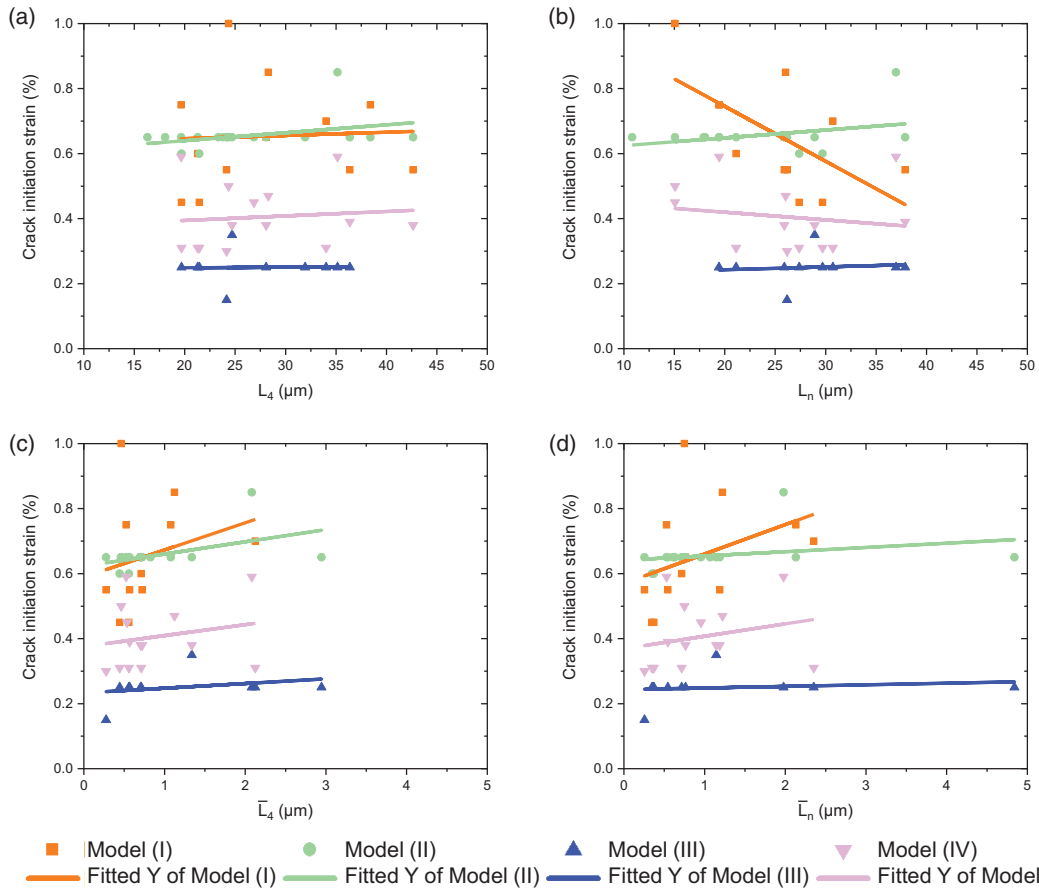 (a)
Crack initiation strain (%)
1.0
0.8
0.6
0.4
0.2
0.0
10 15 20 25 30 35 40 45 50
L4 (μm)
(b)
Crack initiation strain (%)
1.0
0.8
0.6
0.4
0.2
0.0
10 15 20 25 30 35 40 45 50
Ln (μm)
(c)
Crack initiation strain (%)
1.0
0.8
0.6
0.4
0.2
0.0
0 1 2 3 4 5
L̅4 (μm)
(d)
Crack initiation strain (%)
1.0
0.8
0.6
0.4
0.2
0.0
0 1 2 3 4 5
L̅n (μm)
Model (I) Model (II) Model (III) Model (IV)
Fitted Y of Model (I) Fitted Y of Model (II) Fitted Y of Model (III) Fitted Y of Model